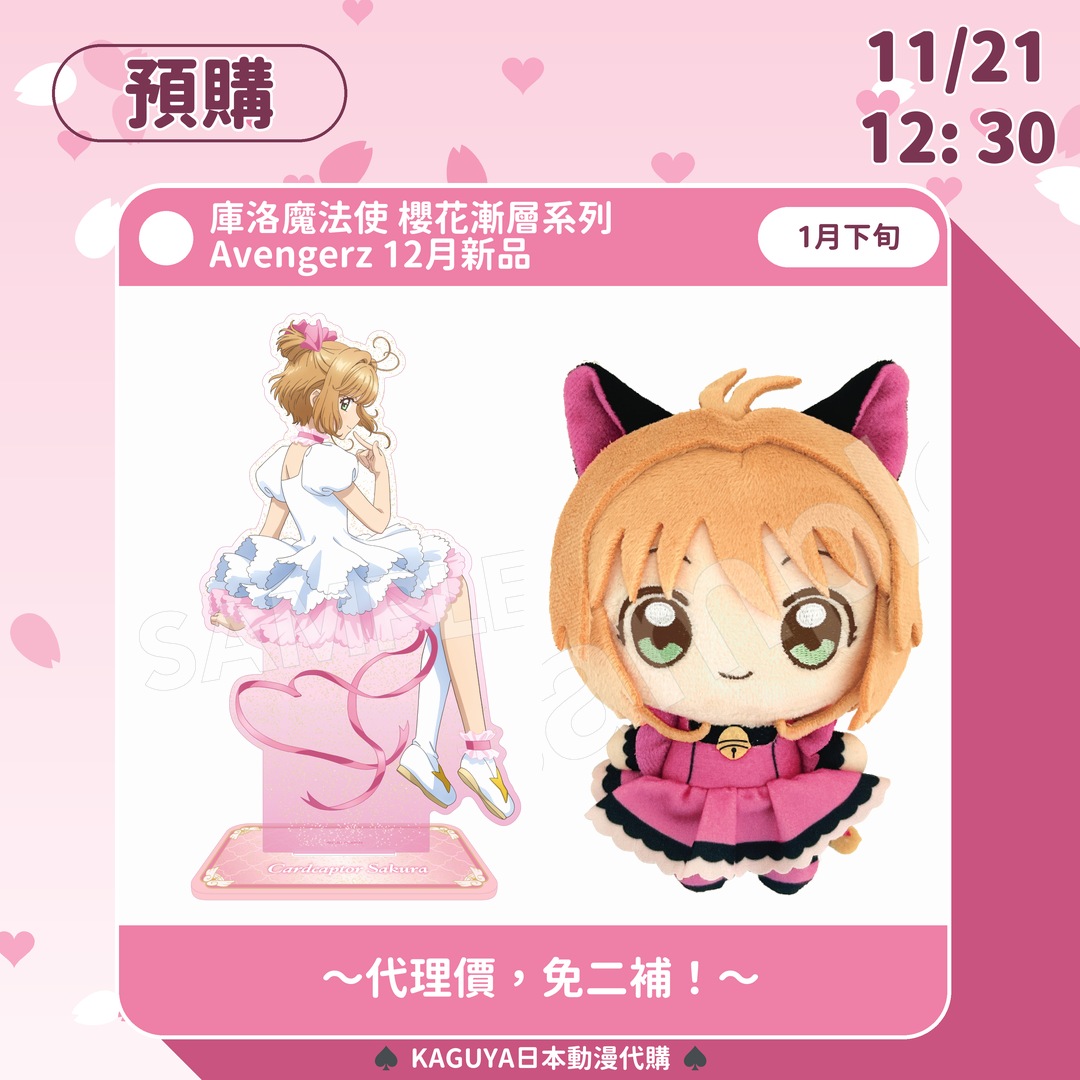 預購
11/21
12: 30
庫洛魔法使 櫻花漸層系列
Avengerz 12月新品
1月下旬
SAMPLE
Cardcaptor Sakura
～代理價，免二補！～
♠ KAGUYA日本動漫代購 ♠